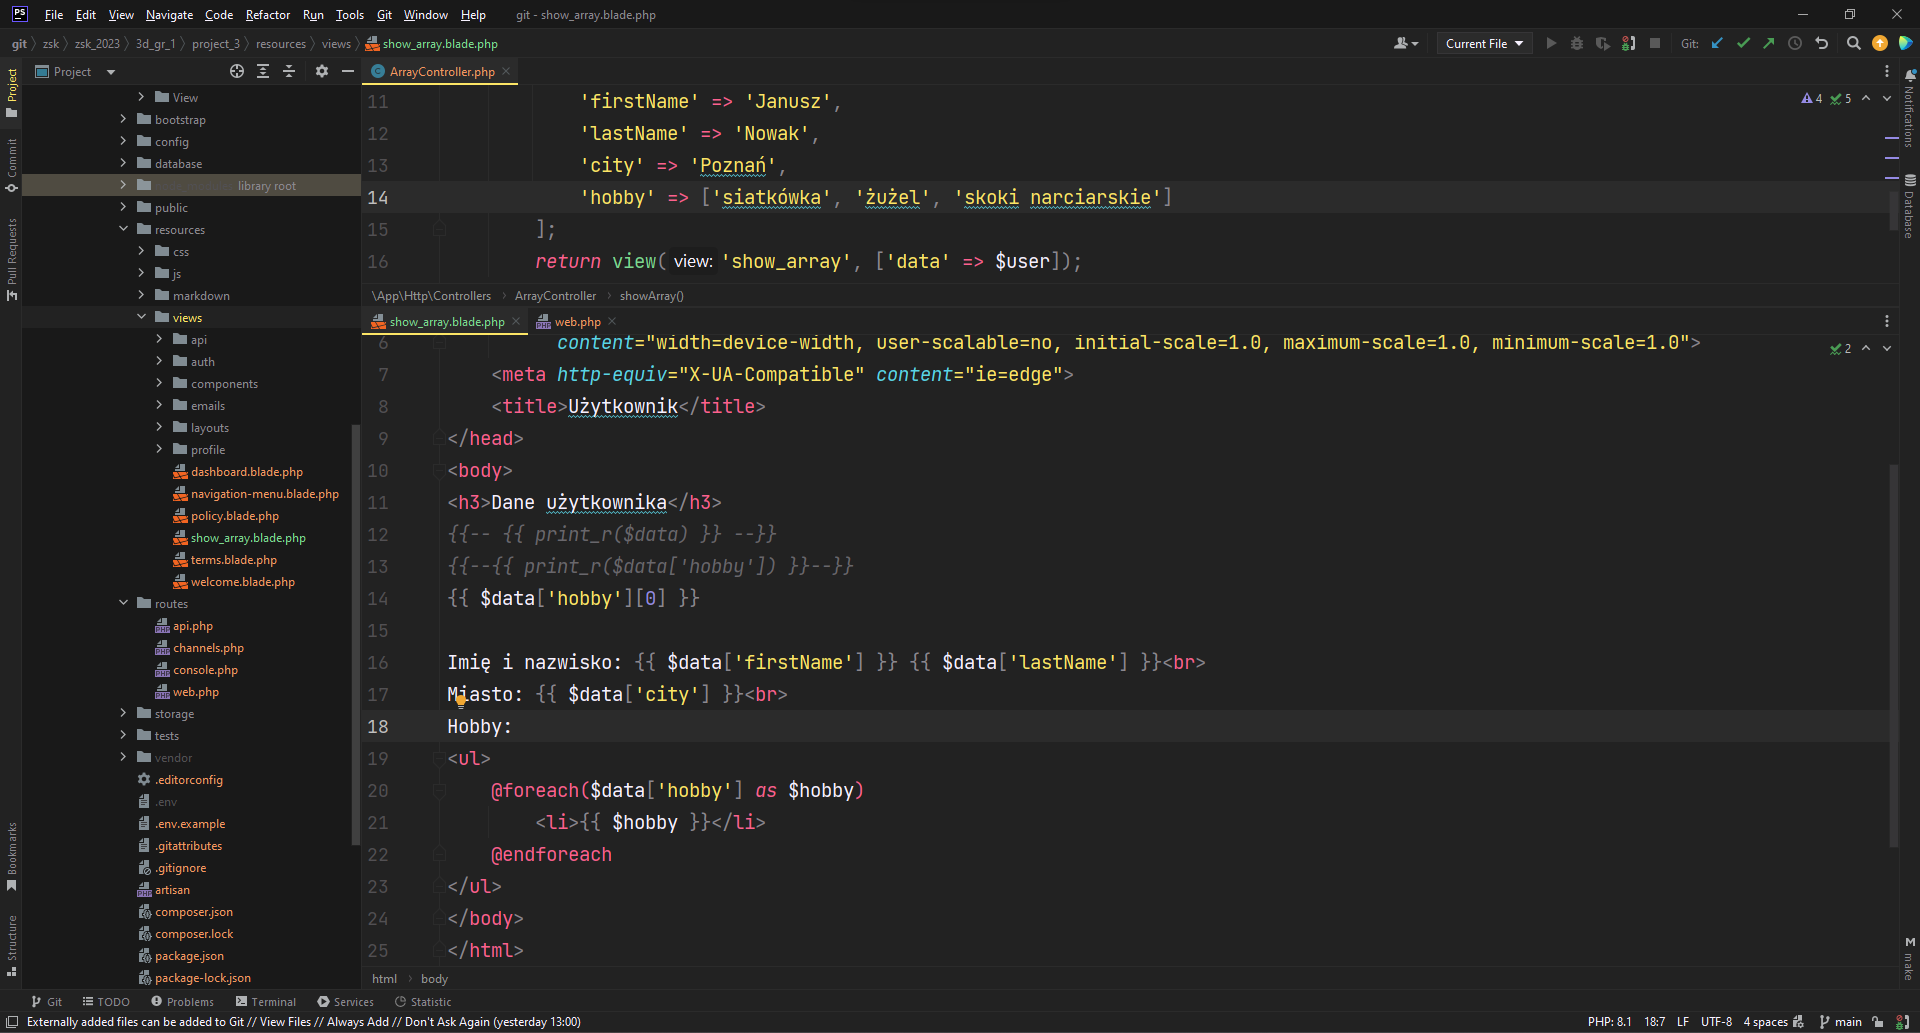 PS File Edit View Navigate Code Refactor Run Tools Git Window Help git - show_array.blade.php
git zsk zsk_2023 3d_gr_1 project_3 resources views show_array.blade.php
Current File Git:
Project
View
bootstrap
config
database
library root
public
resources
css
js
markdown
views
api
auth
components
emails
layouts
profile
dashboard.blade.php
navigation-menu.blade.php
policy.blade.php
show_array.blade.php
terms.blade.php
welcome.blade.php
routes
api.php
channels.php
console.php
web.php
storage
tests
vendor
.editorconfig
.env
.env.example
.gitattributes
.gitignore
artisan
composer.json
composer.lock
package.json
package-lock.json
Project
Commit
Pull Requests
Bookmarks
Structure
ArrayController.php
4 5
11 'firstName' => 'Janusz',
12 'lastName' => 'Nowak',
13 'city' => 'Poznań',
14 'hobby' => ['siatkówka', 'żużel', 'skoki narciarskie']
15 ];
16 return view( view: 'show_array', ['data' => $user]);
\App\Http\Controllers ArrayController showArray()
show_array.blade.php web.php
2
6 content="width=device-width, user-scalable=no, initial-scale=1.0, maximum-scale=1.0, minimum-scale=1.0">
7 <meta http-equiv="X-UA-Compatible" content="ie=edge">
8 <title>Użytkownik</title>
9 </head>
10 <body>
11 <h3>Dane użytkownika</h3>
12 {{-- {{ print_r($data) }} --}}
13 {{--{{ print_r($data['hobby']) }}--}}
14 {{ $data['hobby'][0] }}
15
16 Imię i nazwisko: {{ $data['firstName'] }} {{ $data['lastName'] }}<br>
17 Miasto: {{ $data['city'] }}<br>
18 Hobby:
19 <ul>
20 @foreach($data['hobby'] as $hobby)
21 <li>{{ $hobby }}</li>
22 @endforeach
23 </ul>
24 </body>
25 </html>
html body
Notifications
Database
M make
Git TODO Problems Terminal Services Statistic
Externally added files can be added to Git // View Files // Always Add // Don't Ask Again (yesterday 13:00)
PHP: 8.1 18:7 LF UTF-8 4 spaces main